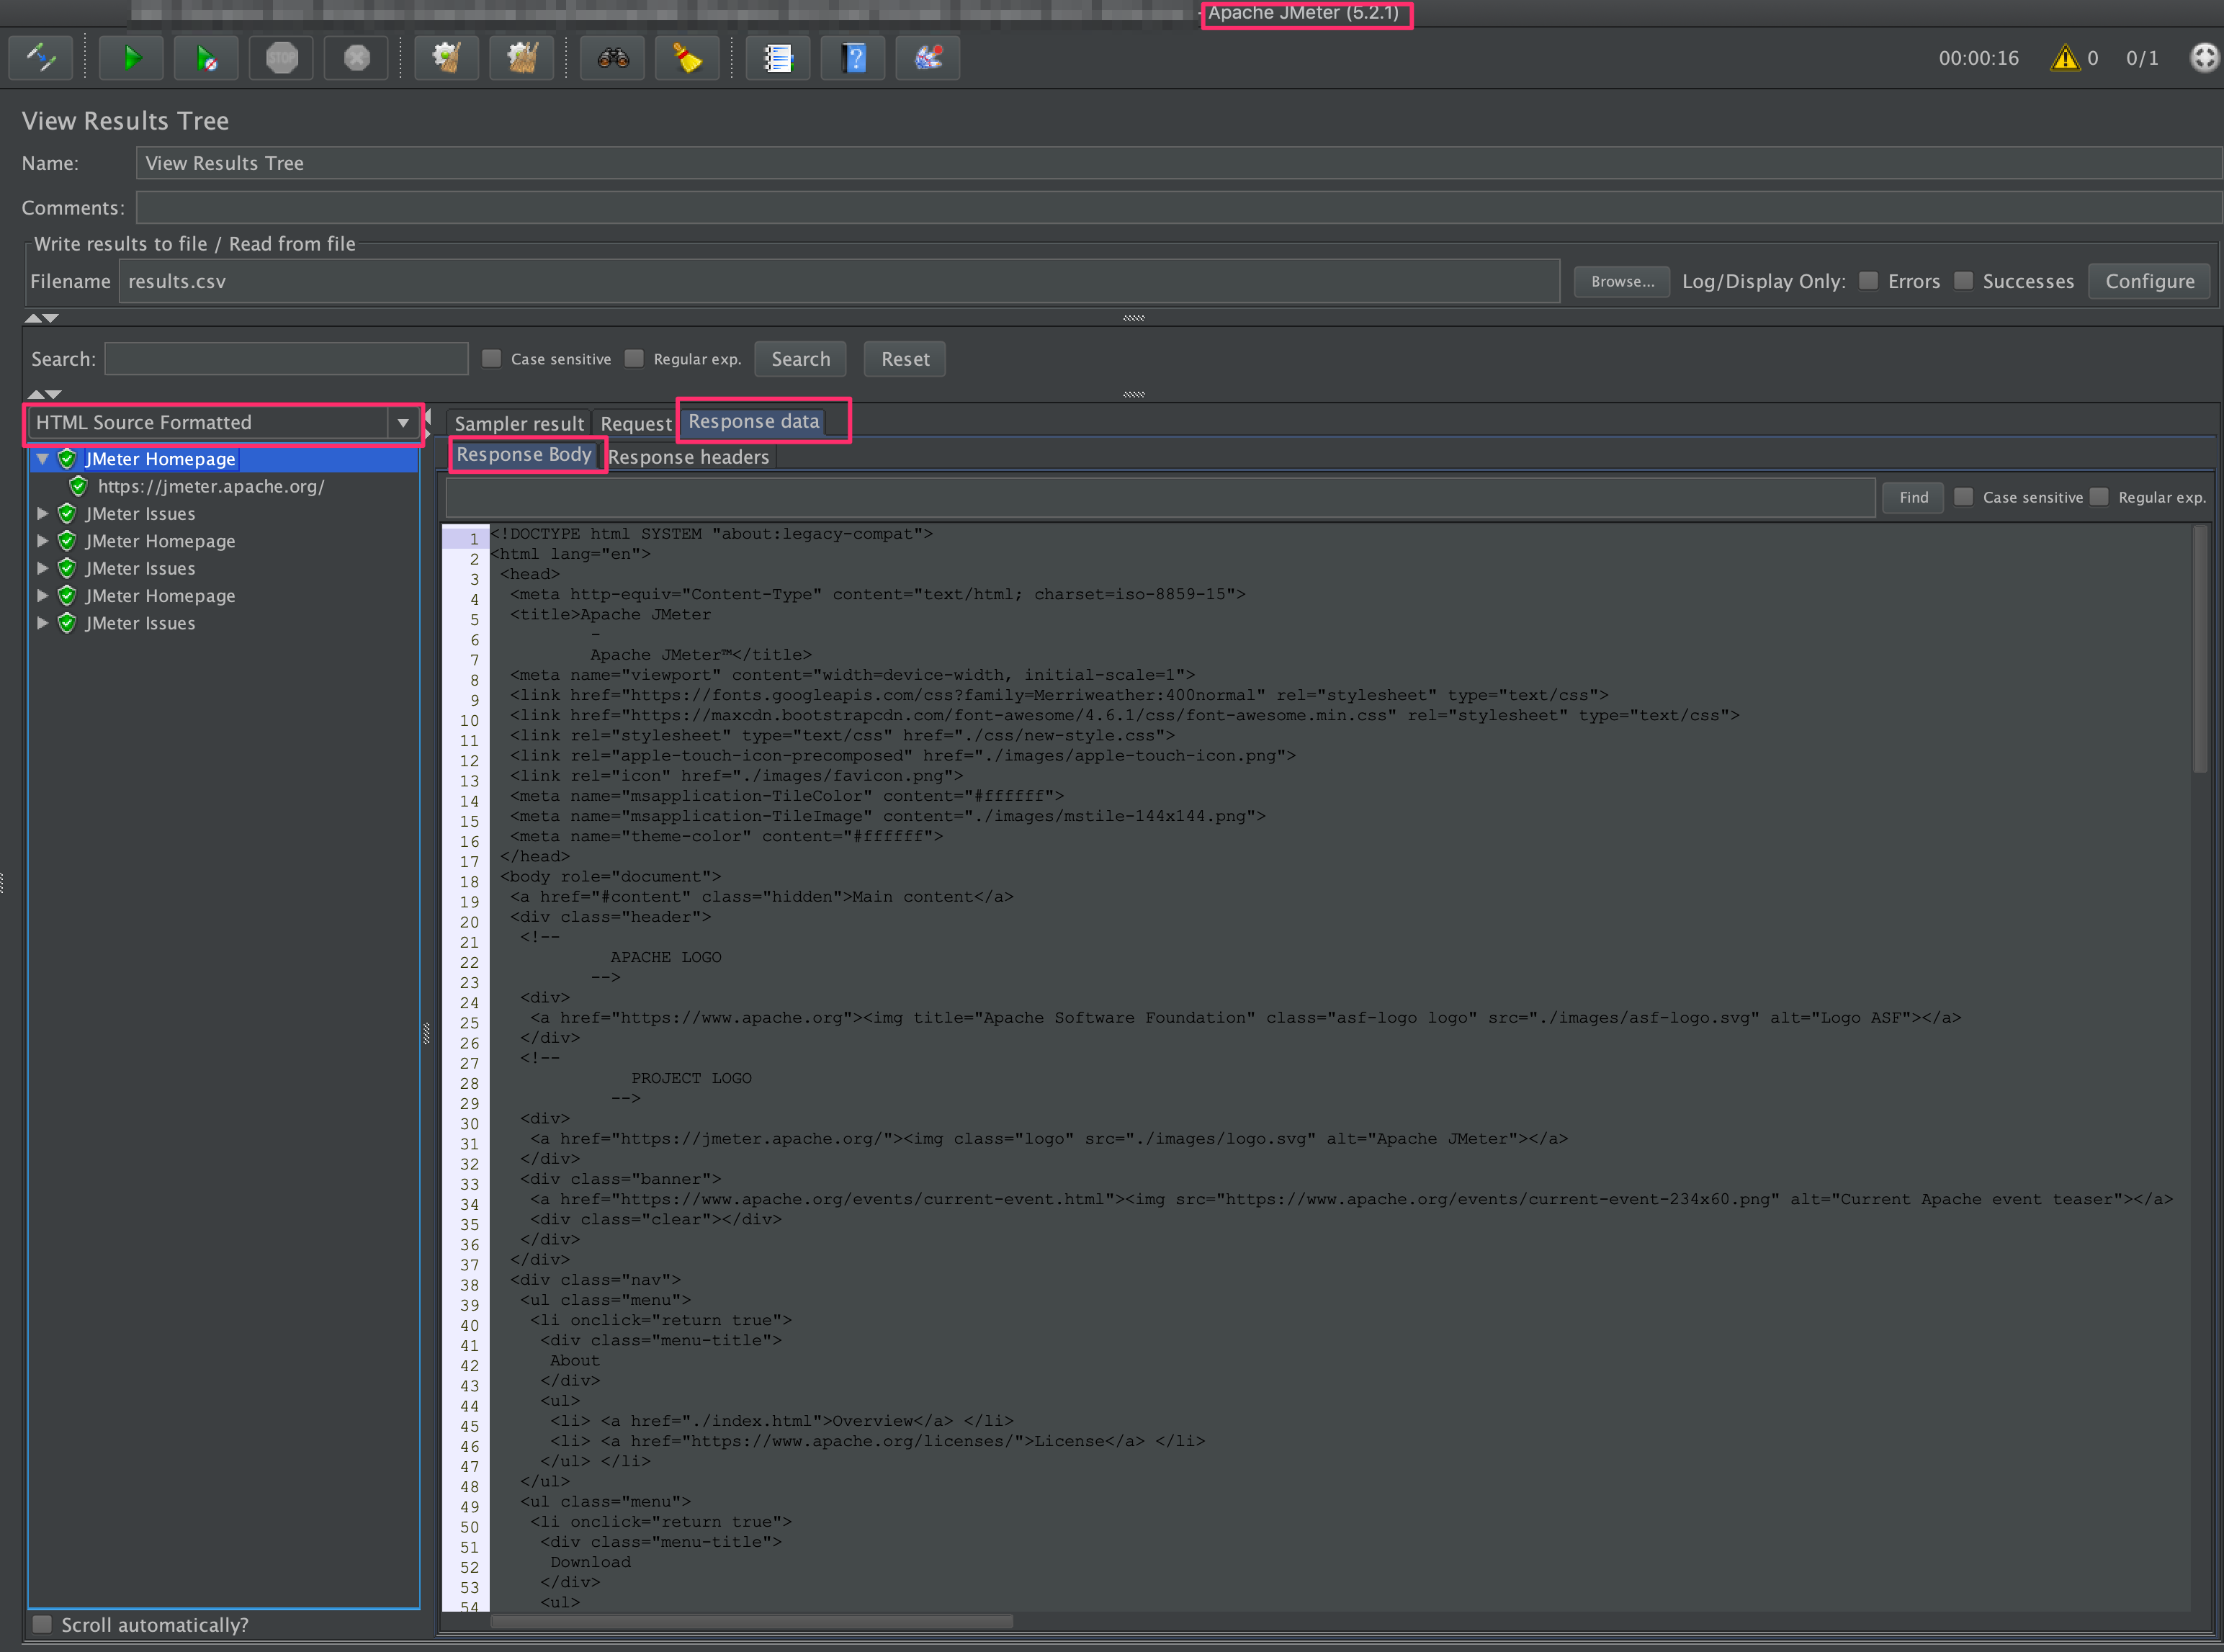 Apache JMeter (5.2.1)
STOP
00:00:16 0 0/1
View Results Tree
Name: View Results Tree
Comments:
Write results to file / Read from file
Filename results.csv Browse... Log/Display Only: Errors Successes Configure
Search: Case sensitive Regular exp. Search Reset
HTML Source Formatted
JMeter Homepage
https://jmeter.apache.org/
JMeter Issues
JMeter Homepage
JMeter Issues
JMeter Homepage
JMeter Issues
Scroll automatically?
Sampler result Request Response data
Response Body Response headers
Find Case sensitive Regular exp.
1 <!DOCTYPE html SYSTEM "about:legacy-compat">
2 <html lang="en">
3 <head>
4 <meta http-equiv="Content-Type" content="text/html; charset=iso-8859-15">
5 <title>Apache JMeter
6 -
7 Apache JMeter™</title>
8 <meta name="viewport" content="width=device-width, initial-scale=1">
9 <link href="https://fonts.googleapis.com/css?family=Merriweather:400normal" rel="stylesheet" type="text/css">
10 <link href="https://maxcdn.bootstrapcdn.com/font-awesome/4.6.1/css/font-awesome.min.css" rel="stylesheet" type="text/css">
11 <link rel="stylesheet" type="text/css" href="./css/new-style.css">
12 <link rel="apple-touch-icon-precomposed" href="./images/apple-touch-icon.png">
13 <link rel="icon" href="./images/favicon.png">
14 <meta name="msapplication-TileColor" content="#ffffff">
15 <meta name="msapplication-TileImage" content="./images/mstile-144x144.png">
16 <meta name="theme-color" content="#ffffff">
17 </head>
18 <body role="document">
19 <a href="#content" class="hidden">Main content</a>
20 <div class="header">
21 <!--
22 APACHE LOGO
23 -->
24 <div>
25 <a href="https://www.apache.org"><img title="Apache Software Foundation" class="asf-logo logo" src="./images/asf-logo.svg" alt="Logo ASF"></a>
26 </div>
27 <!--
28 PROJECT LOGO
29 -->
30 <div>
31 <a href="https://jmeter.apache.org/"><img class="logo" src="./images/logo.svg" alt="Apache JMeter"></a>
32 </div>
33 <div class="banner">
34 <a href="https://www.apache.org/events/current-event.html"><img src="https://www.apache.org/events/current-event-234x60.png" alt="Current Apache event teaser"></a>
35 <div class="clear"></div>
36 </div>
37 </div>
38 <div class="nav">
39 <ul class="menu">
40 <li onclick="return true">
41 <div class="menu-title">
42 About
43 </div>
44 <ul>
45 <li> <a href="./index.html">Overview</a> </li>
46 <li> <a href="https://www.apache.org/licenses/">License</a> </li>
47 </ul> </li>
48 </ul>
49 <ul class="menu">
50 <li onclick="return true">
51 <div class="menu-title">
52 Download
53 </div>
54 <ul>